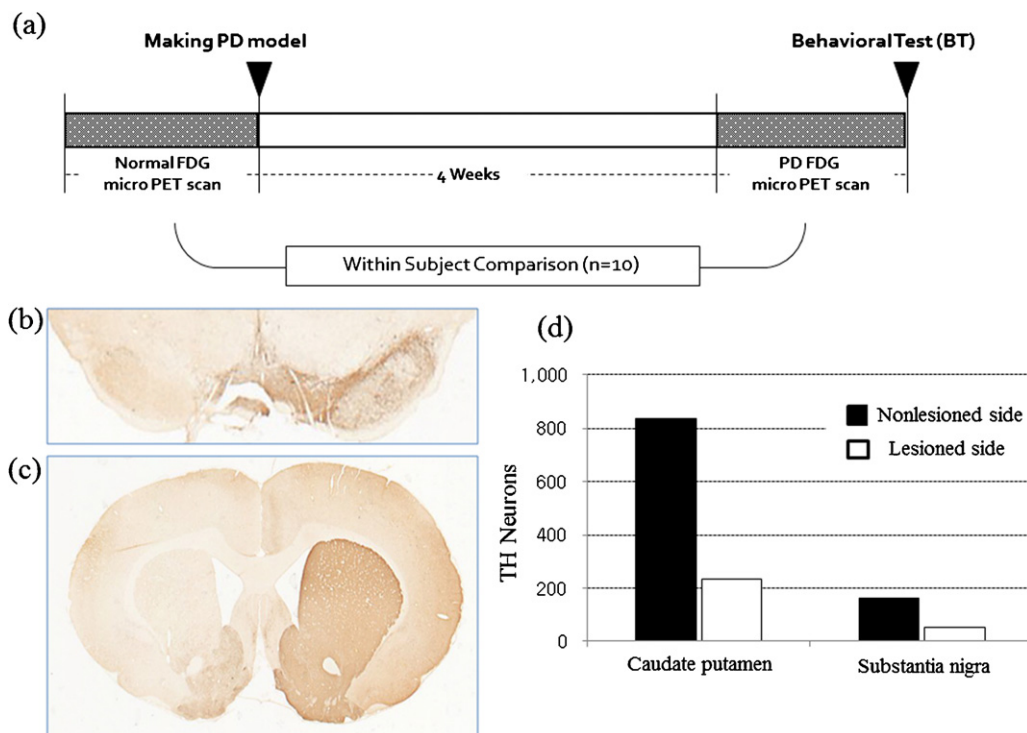 (a)
Making PD model
Behavioral Test (BT)
Normal FDG
micro PET scan
4 Weeks
PD FDG
micro PET scan
Within Subject Comparison (n=10)
(b)
(c)
(d)
1,000
800
600
400
200
0
TH Neurons
Nonlesioned side
Lesioned side
Caudate putamen
Substantia nigra